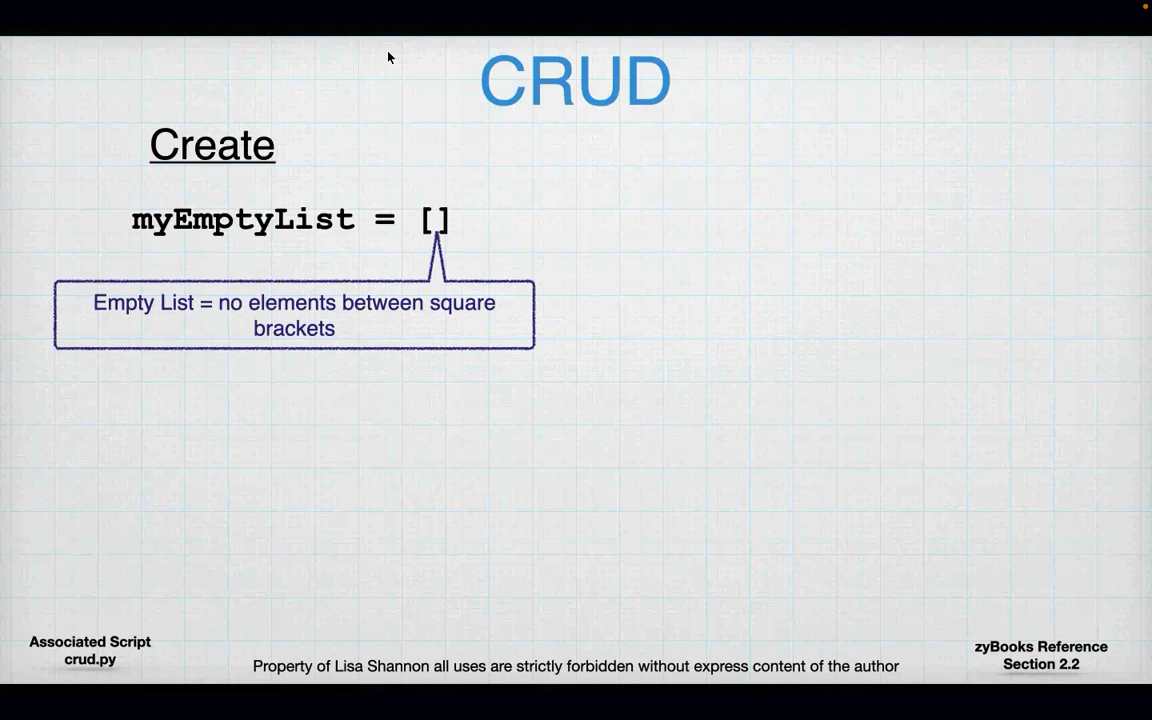 CRUD
Create
myEmptyList = []
Empty List = no elements between square
brackets
Associated Script
crud.py
Property of Lisa Shannon all uses are strictly forbidden without express content of the author
zyBooks Reference
Section 2.2